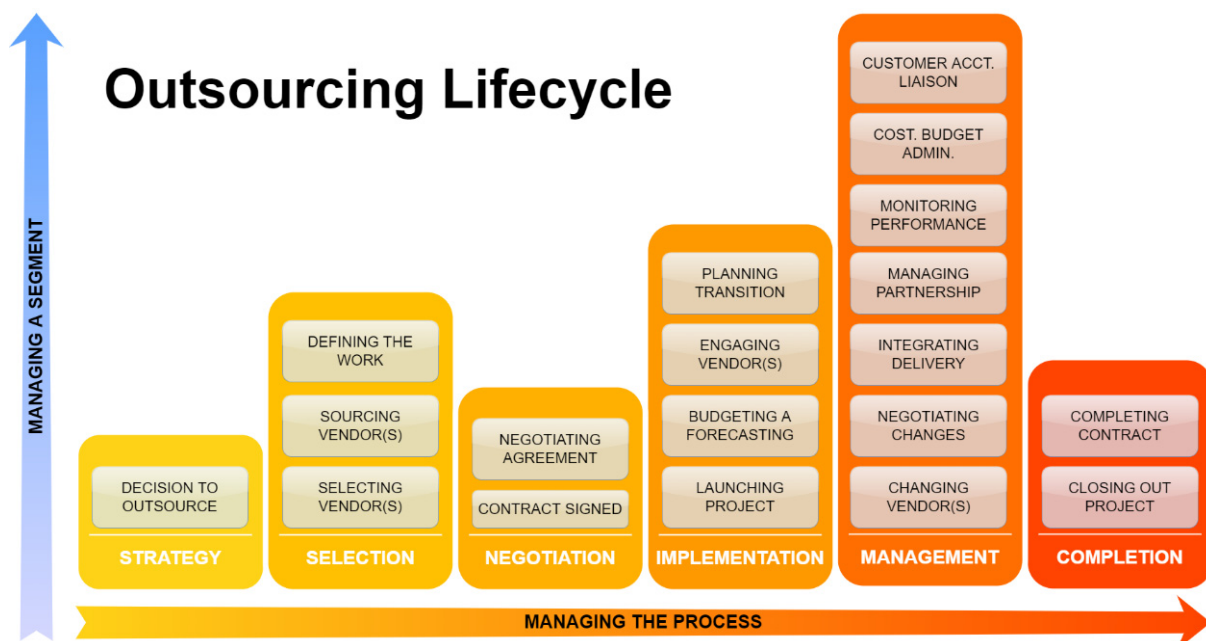 Outsourcing Lifecycle
MANAGING A SEGMENT
DECISION TO
OUTSOURCE
STRATEGY
DEFINING THE
WORK
SOURCING
VENDOR(S)
SELECTING
VENDOR(S)
SELECTION
NEGOTIATING
AGREEMENT
CONTRACT SIGNED
NEGOTIATION
PLANNING
TRANSITION
ENGAGING
VENDOR(S)
BUDGETING A
FORECASTING
LAUNCHING
PROJECT
IMPLEMENTATION
CUSTOMER ACCT.
LIAISON
COST. BUDGET
ADMIN.
MONITORING
PERFORMANCE
MANAGING
PARTNERSHIP
INTEGRATING
DELIVERY
NEGOTIATING
CHANGES
CHANGING
VENDOR(S)
MANAGEMENT
COMPLETING
CONTRACT
CLOSING OUT
PROJECT
COMPLETION
MANAGING THE PROCESS